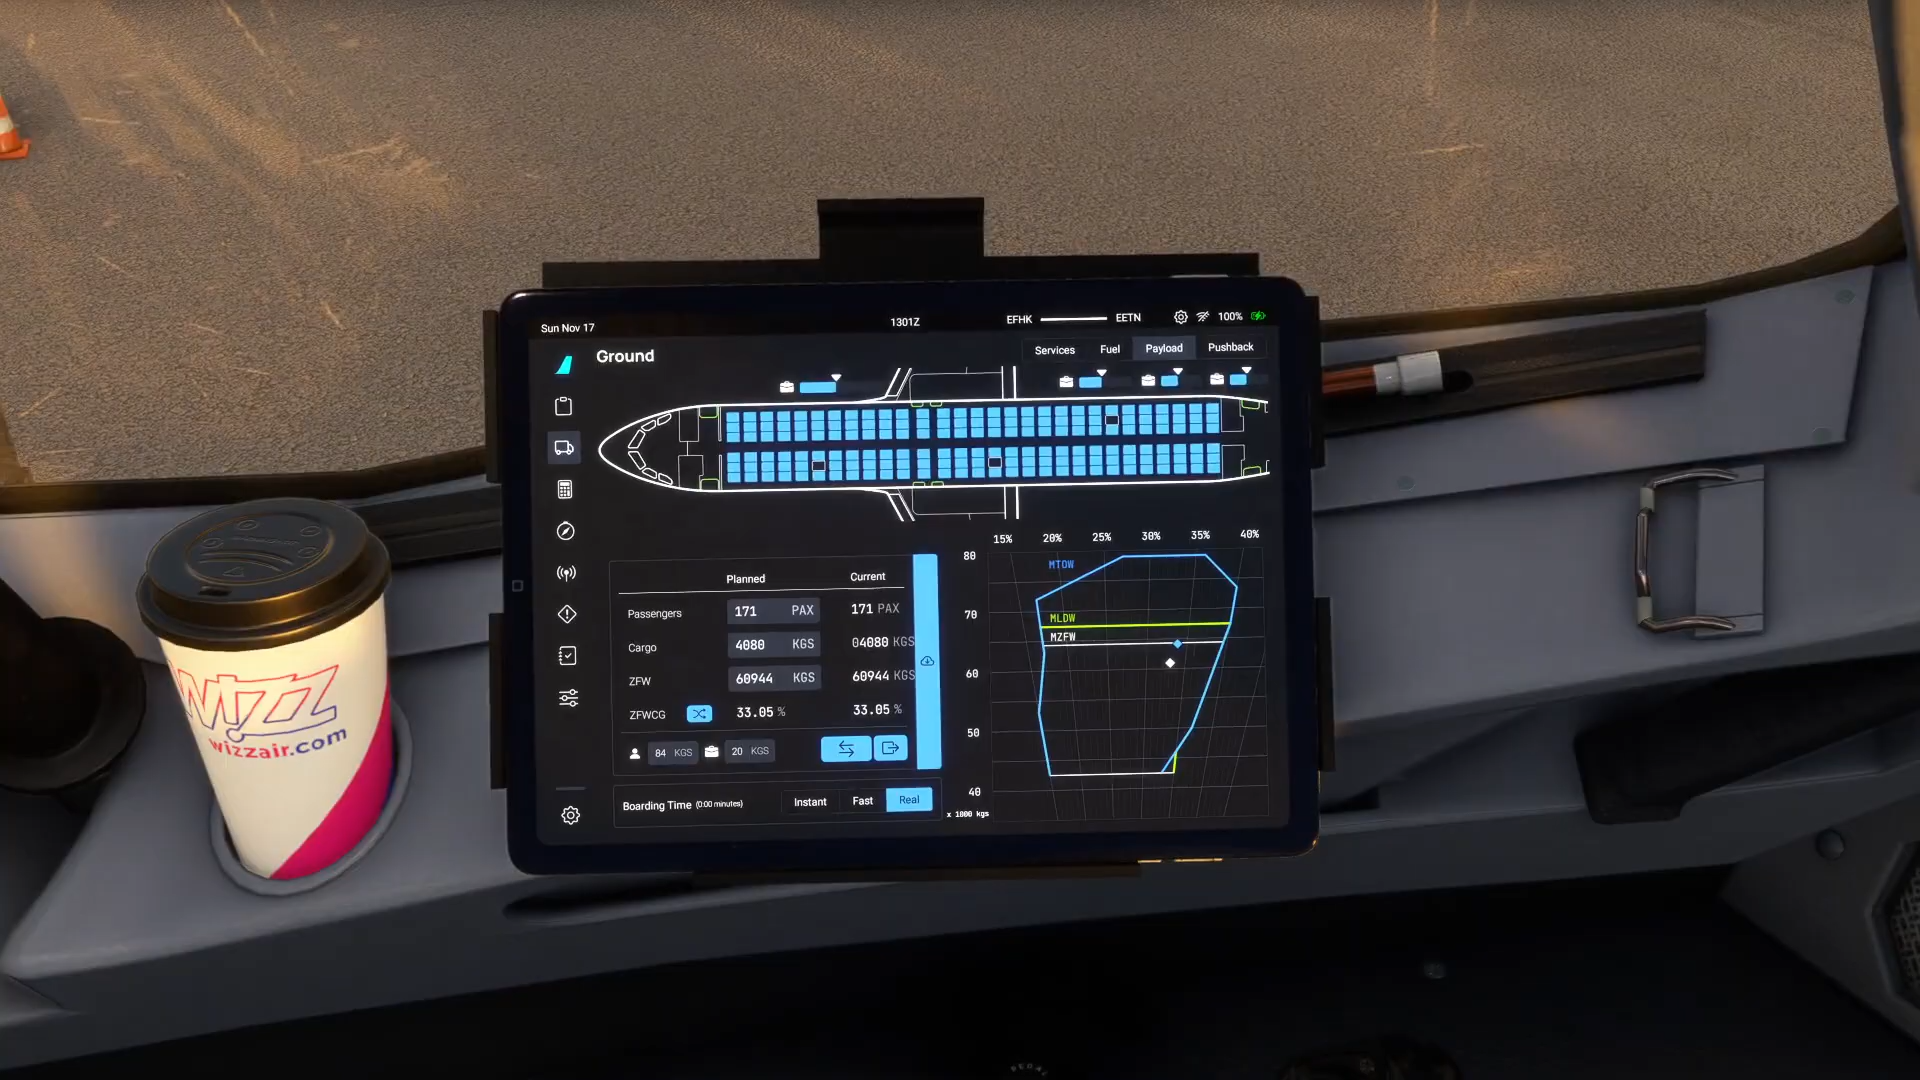 Sun Nov 17
1301Z
EFHK EETN
100%
Ground
Services Fuel Payload Pushback
Planned Current
Passengers 171 PAX 171 PAX
Cargo 4080 KGS 04080 KGS
ZFW 60944 KGS 60944 KGS
ZFWCG 33.05 % 33.05 %
84 KGS 20 KGS
Boarding Time (0:00 minutes) Instant Fast Real
15% 20% 25% 30% 35% 40%
80
70
60
50
40
x 1000 kgs
MTOW
MLDW
MZFW
WIZZ
wizzair.com
PEDAL